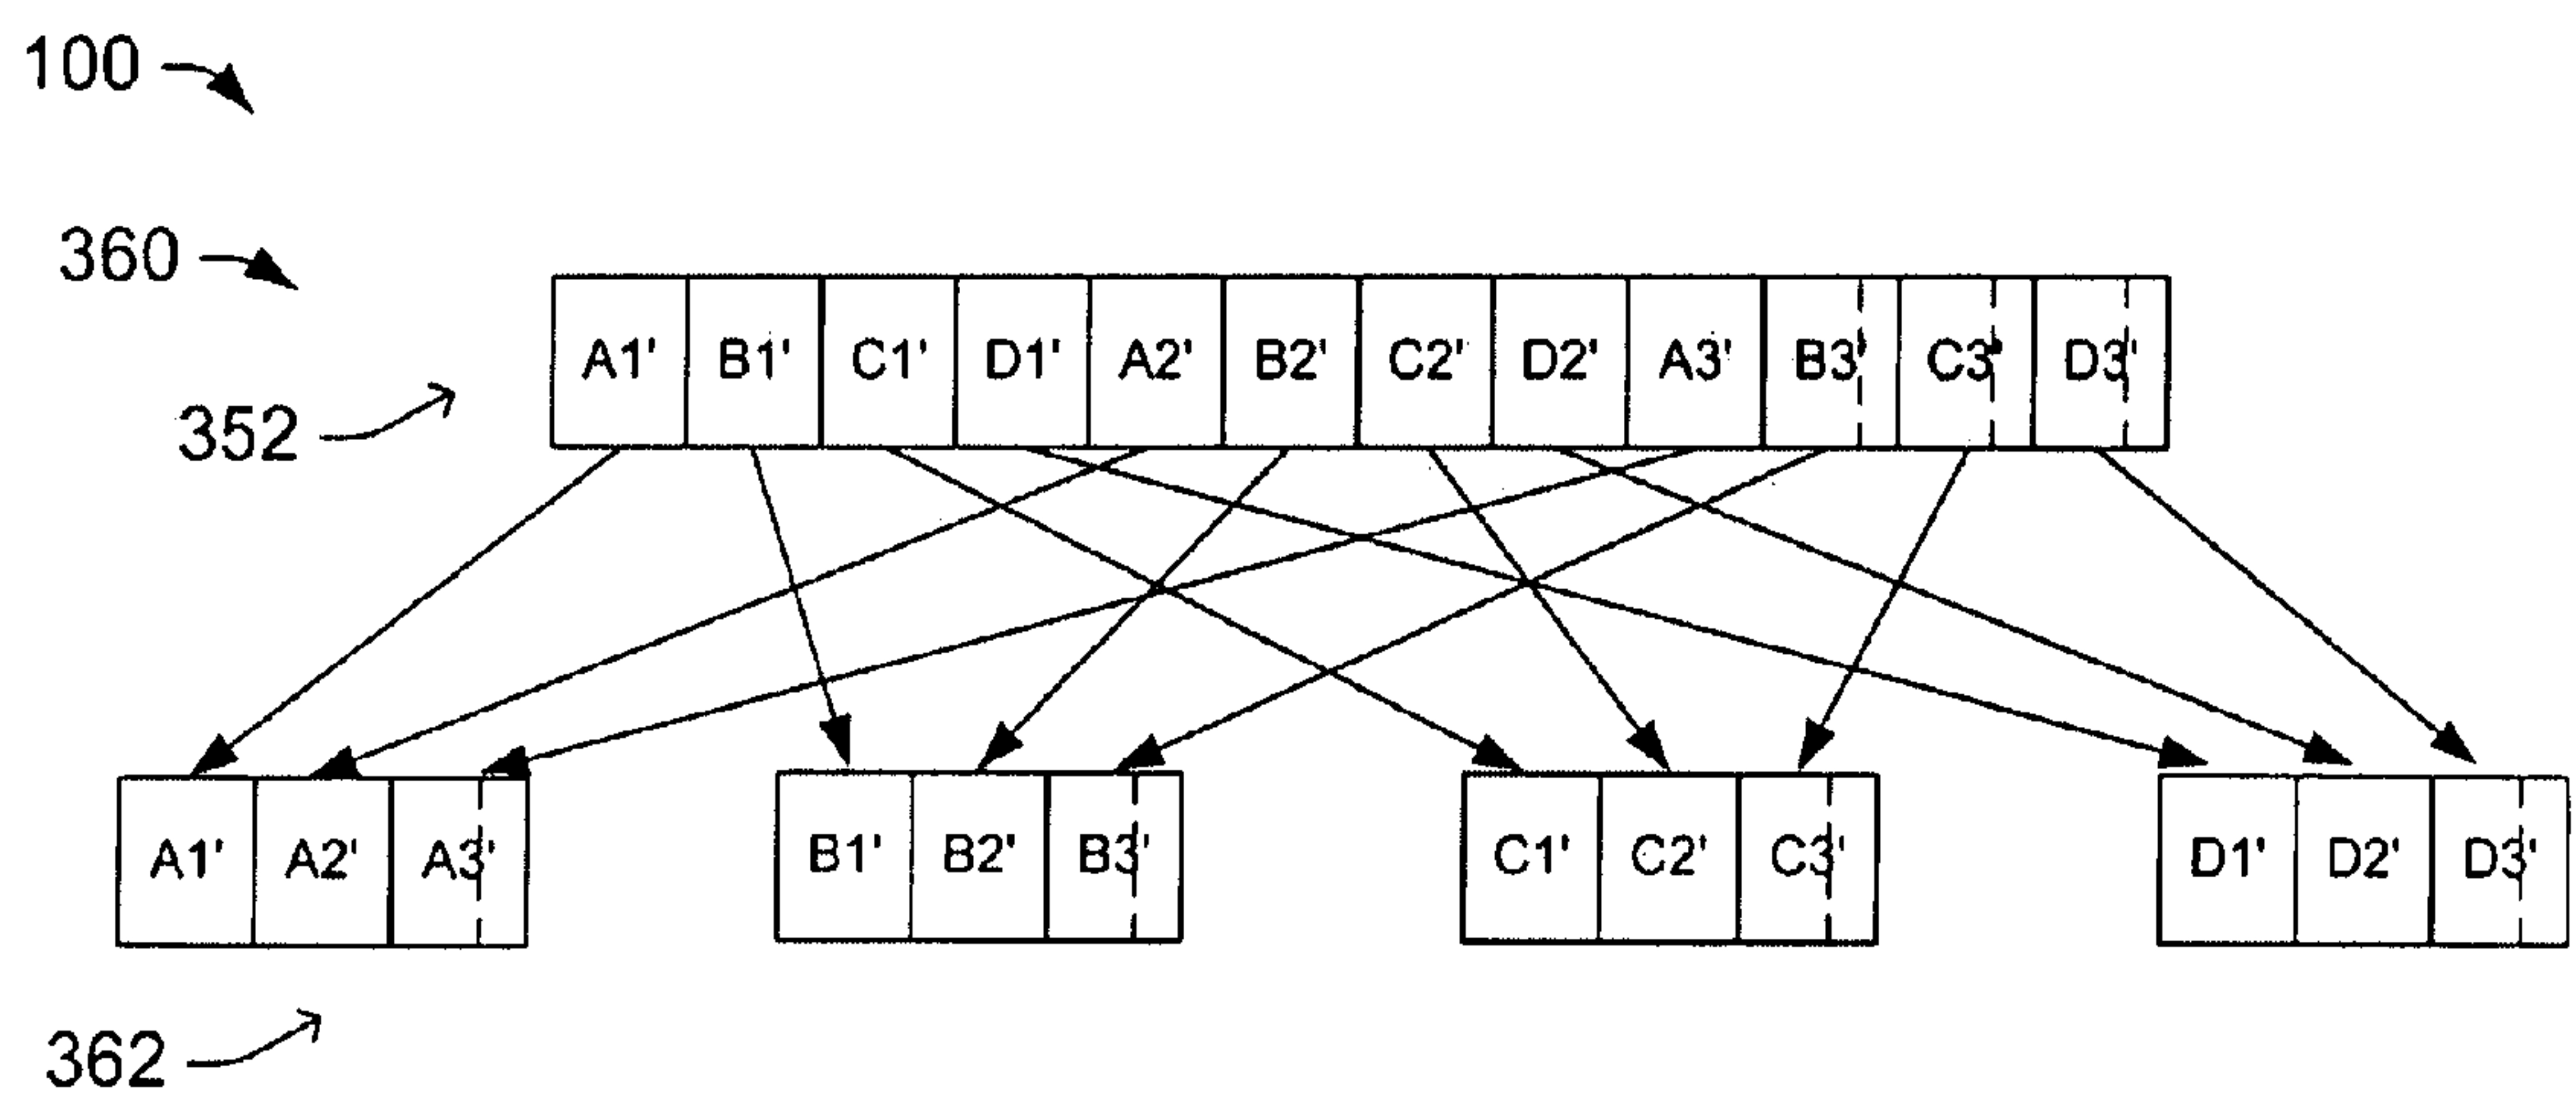 100
360
A1' B1' C1' D1' A2' B2' C2' D2' A3' B3' C3' D3'
352
A1' A2' A3' B1' B2' B3' C1' C2' C3' D1' D2' D3'
362